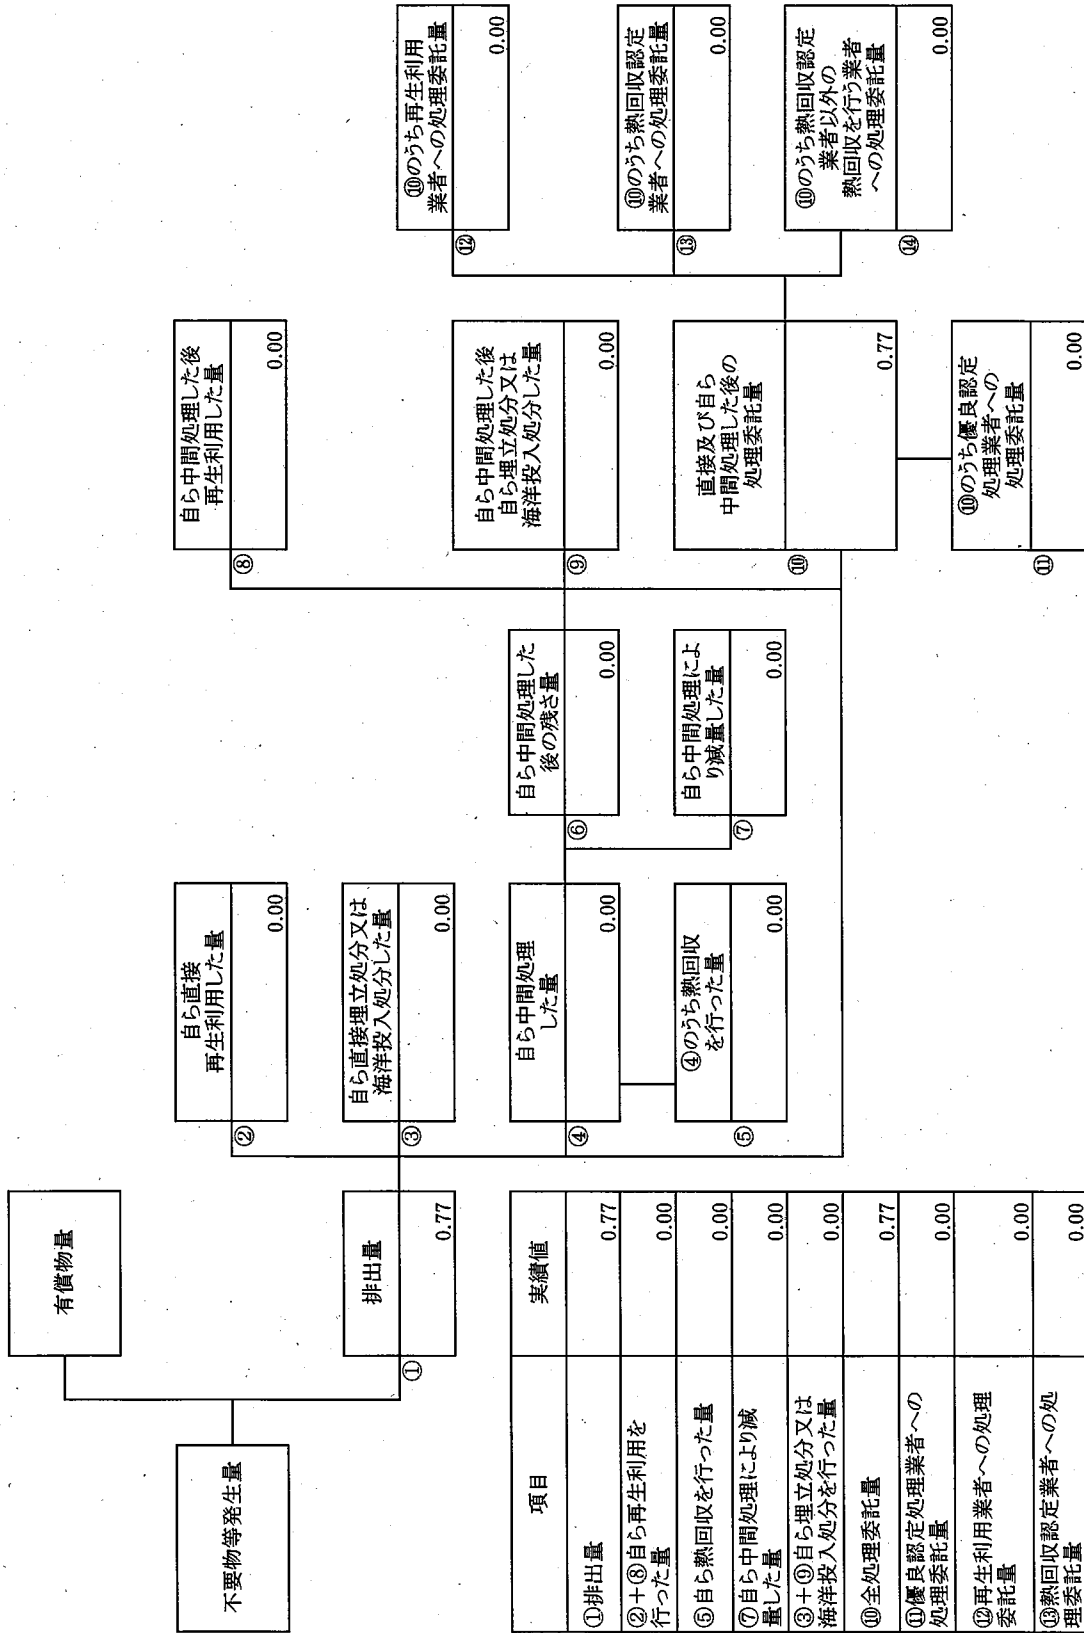 有償物量
不要物等発生量
排出量
①
0.77
自ら直接
再生利用した量
②
0.00
自ら直接埋立処分又は
海洋投入処分した量
③
0.00
自ら中間処理
した量
④
0.00
④のうち熱回収
を行った量
⑤
0.00
自ら中間処理した
後の残さ量
⑥
0.00
自ら中間処理によ
り減量した量
⑦
0.00
自ら中間処理した後
再生利用した量
⑧
0.00
自ら中間処理した後
自ら埋立処分又は
海洋投入処分した量
⑨
0.00
直接及び自ら
中間処理した後の
処理委託量
⑩
0.77
⑩のうち優良認定
処理業者への
処理委託量
⑪
0.00
⑩のうち再生利用
業者への処理委託量
⑫
0.00
⑩のうち熱回収認定
業者への処理委託量
⑬
0.00
⑩のうち熱回収認定
業者以外の
熱回収を行う業者
への処理委託量
⑭
0.00
項目
実績値
①排出量
0.77
②+⑧自ら再生利用を
行った量
0.00
⑤自ら熱回収を行った量
0.00
⑦自ら中間処理により減
量した量
0.00
③+⑨自ら埋立処分又は
海洋投入処分を行った量
0.00
⑩全処理委託量
0.77
⑪優良認定処理業者への
処理委託量
0.00
⑫再生利用業者への処理
委託量
0.00
⑬熱回収認定業者への処
理委託量
0.00